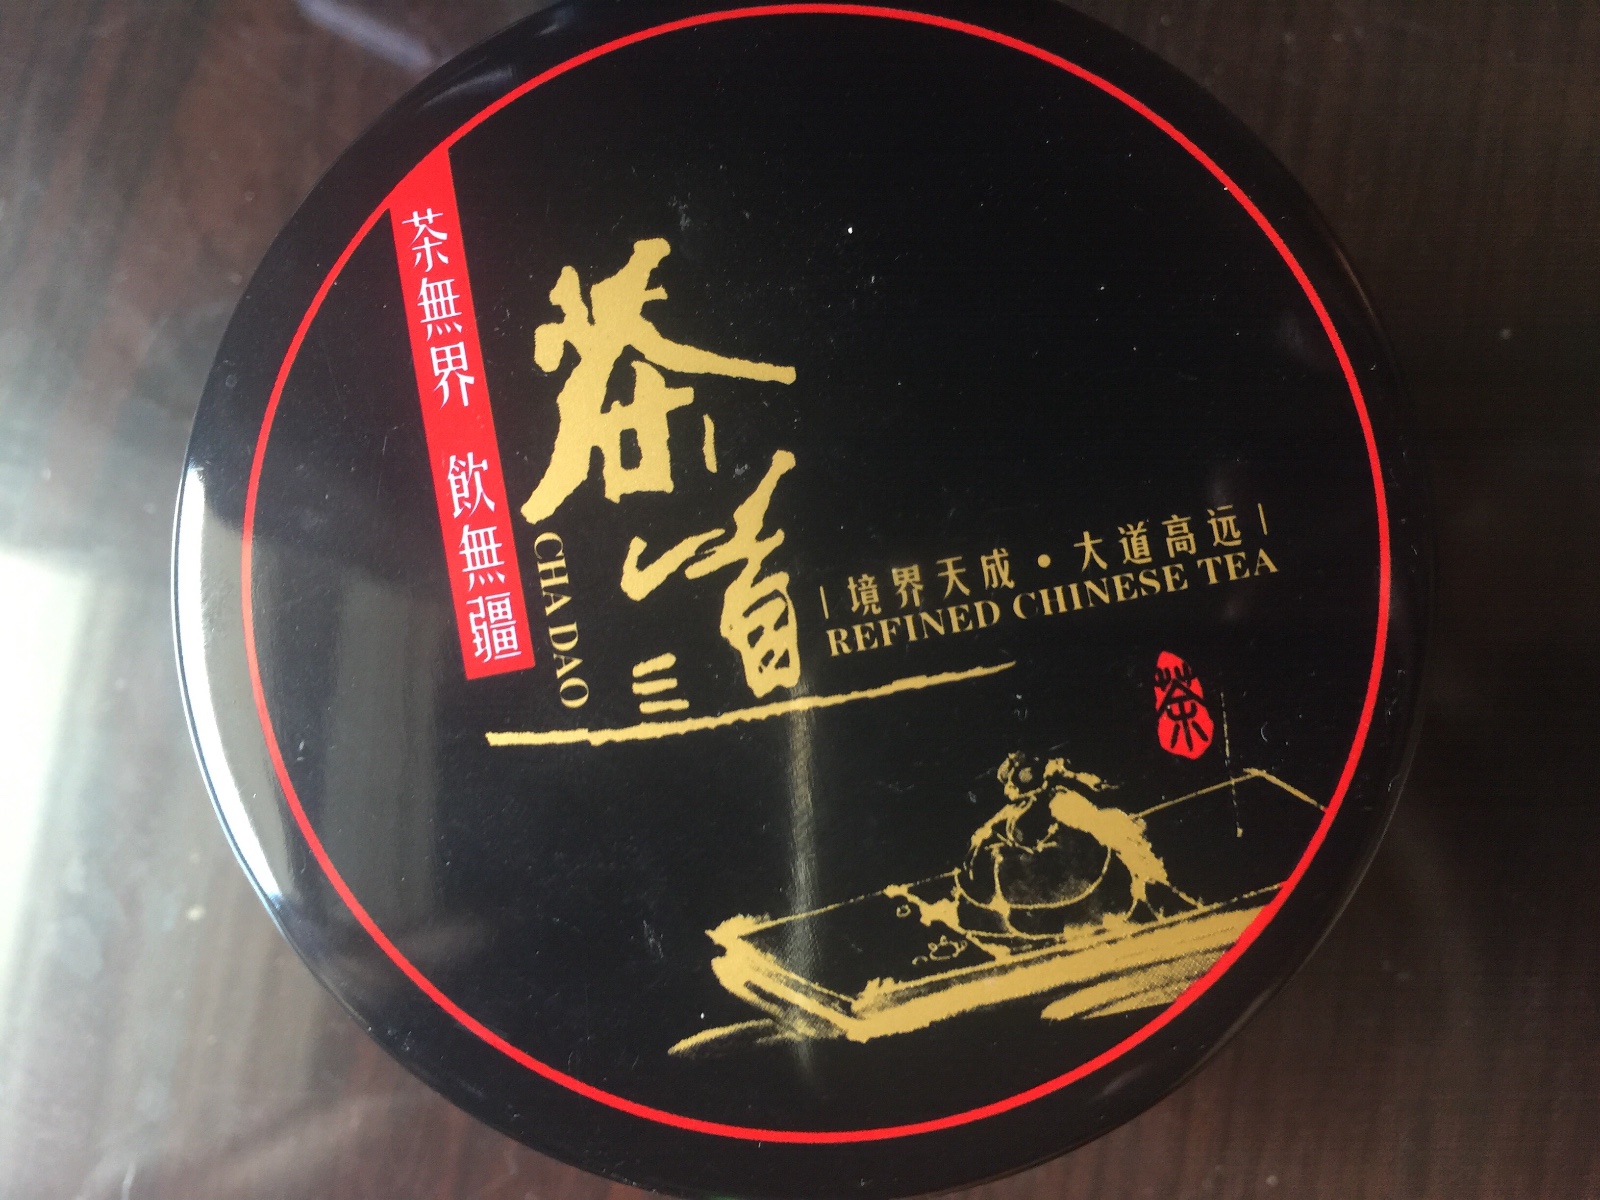 茶無界 飲無疆
茶道
CHA DAO
境界天成·大道高远
REFINED CHINESE TEA
茶